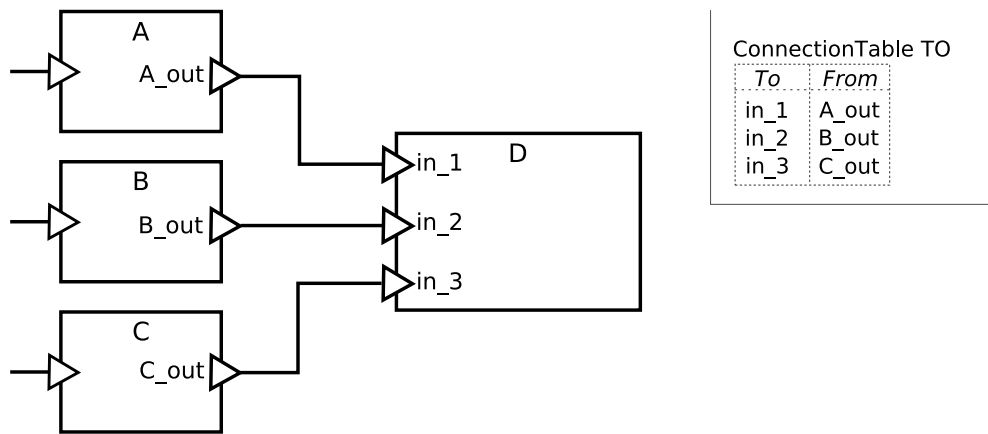 A
A_out
B
B_out
C
C_out
D
in_1
in_2
in_3
ConnectionTable TO
To From
in_1 A_out
in_2 B_out
in_3 C_out